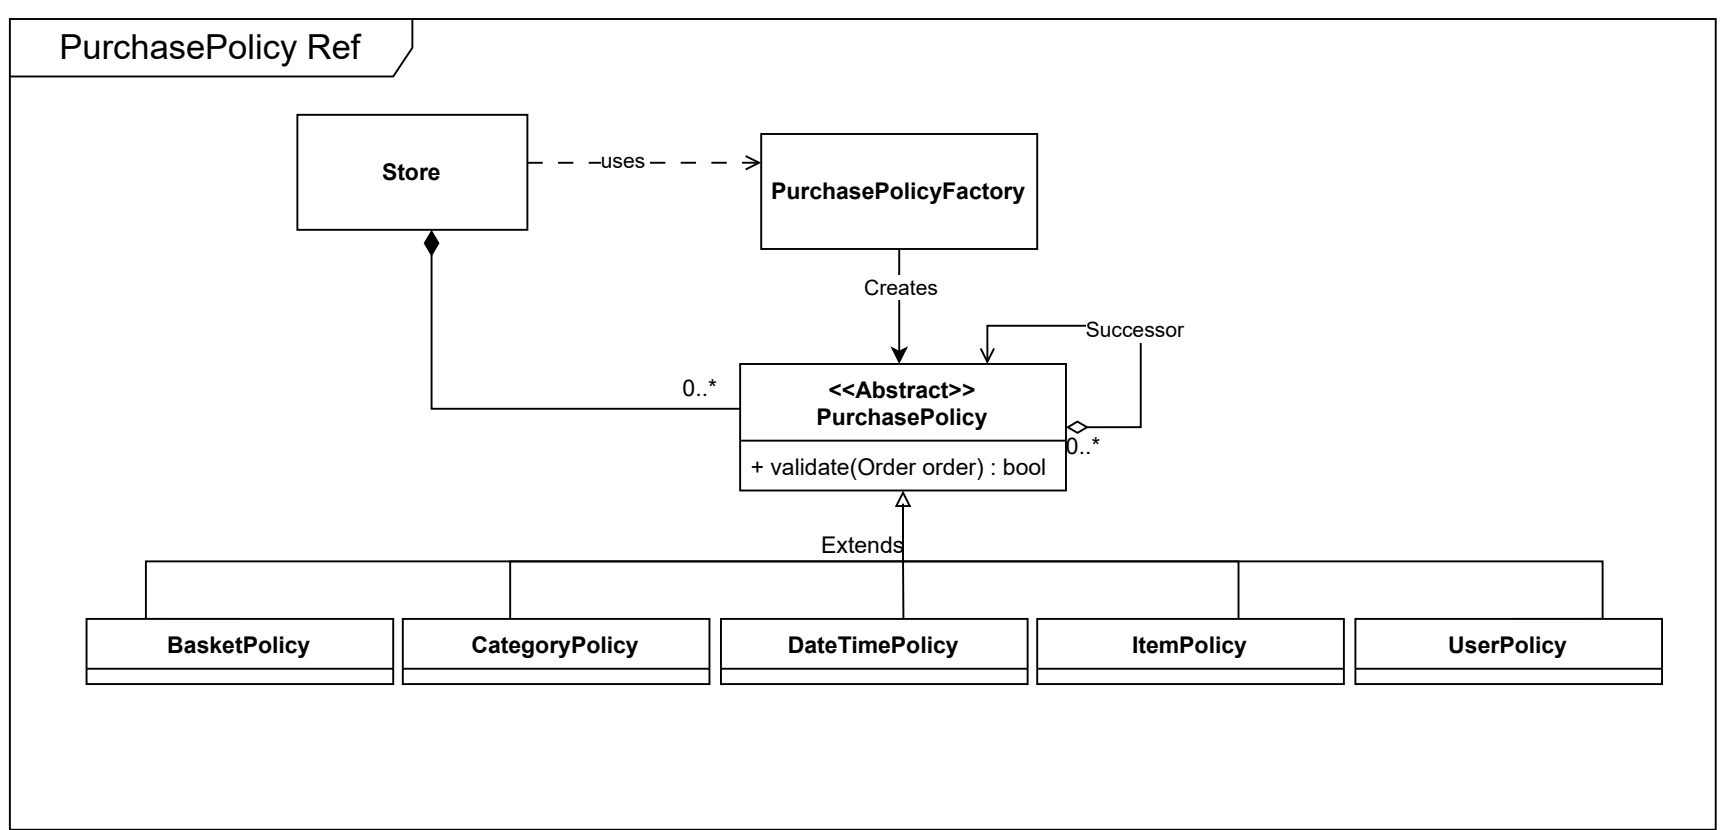 PurchasePolicy Ref
Store
uses
PurchasePolicyFactory
Creates
Successor
0..*
<<Abstract>>
PurchasePolicy
0..*
+ validate(Order order) : bool
Extends
BasketPolicy
CategoryPolicy
DateTimePolicy
ItemPolicy
UserPolicy